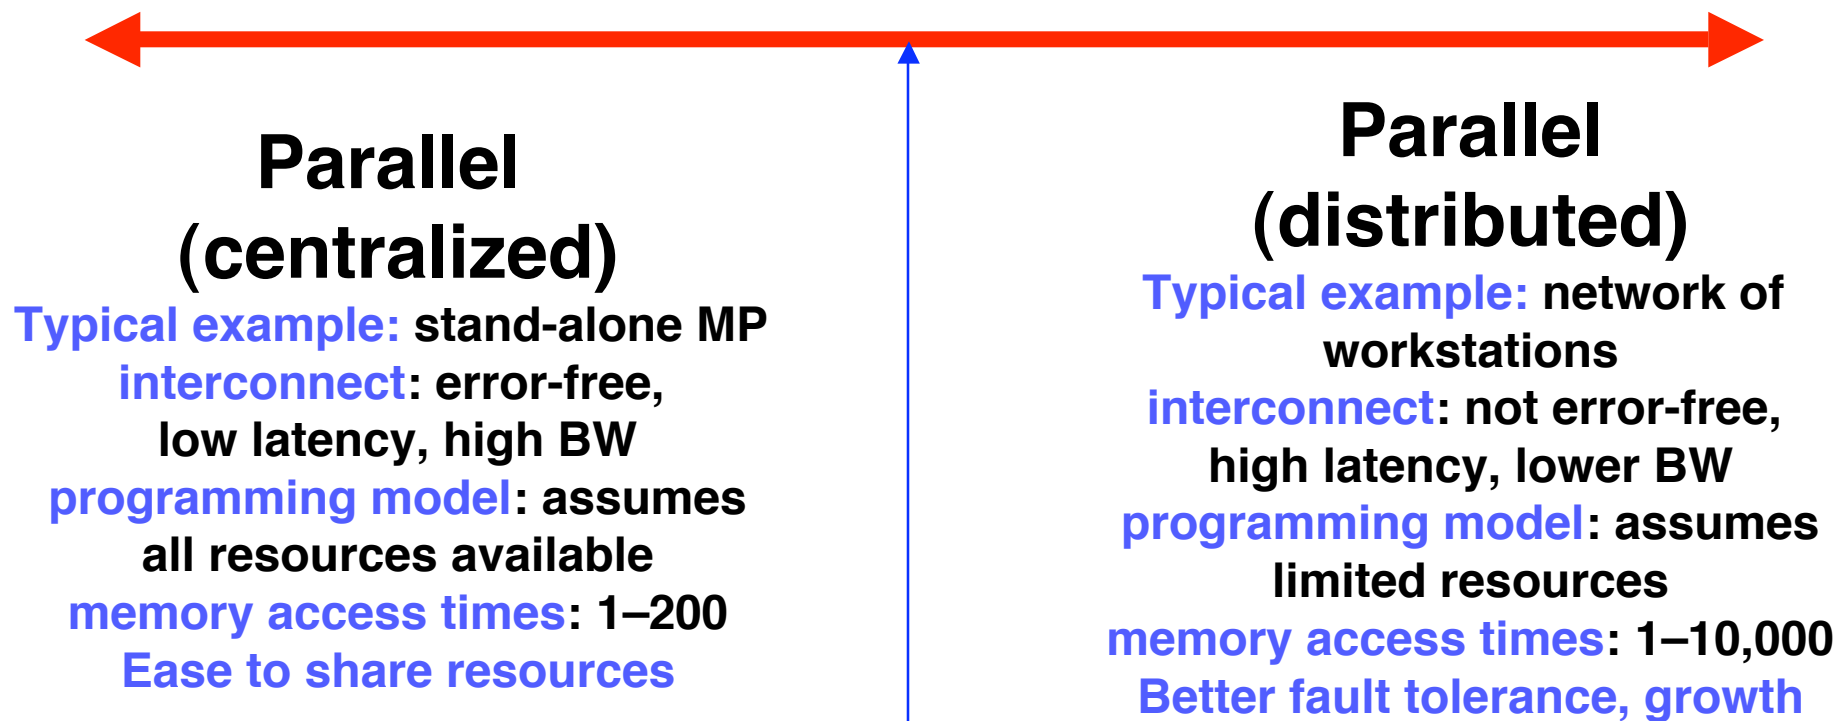 Parallel
(centralized)
Typical example: stand-alone MP
interconnect: error-free,
low latency, high BW
programming model: assumes
all resources available
memory access times: 1–200
Ease to share resources
Parallel
(distributed)
Typical example: network of
workstations
interconnect: not error-free,
high latency, lower BW
programming model: assumes
limited resources
memory access times: 1–10,000
Better fault tolerance, growth